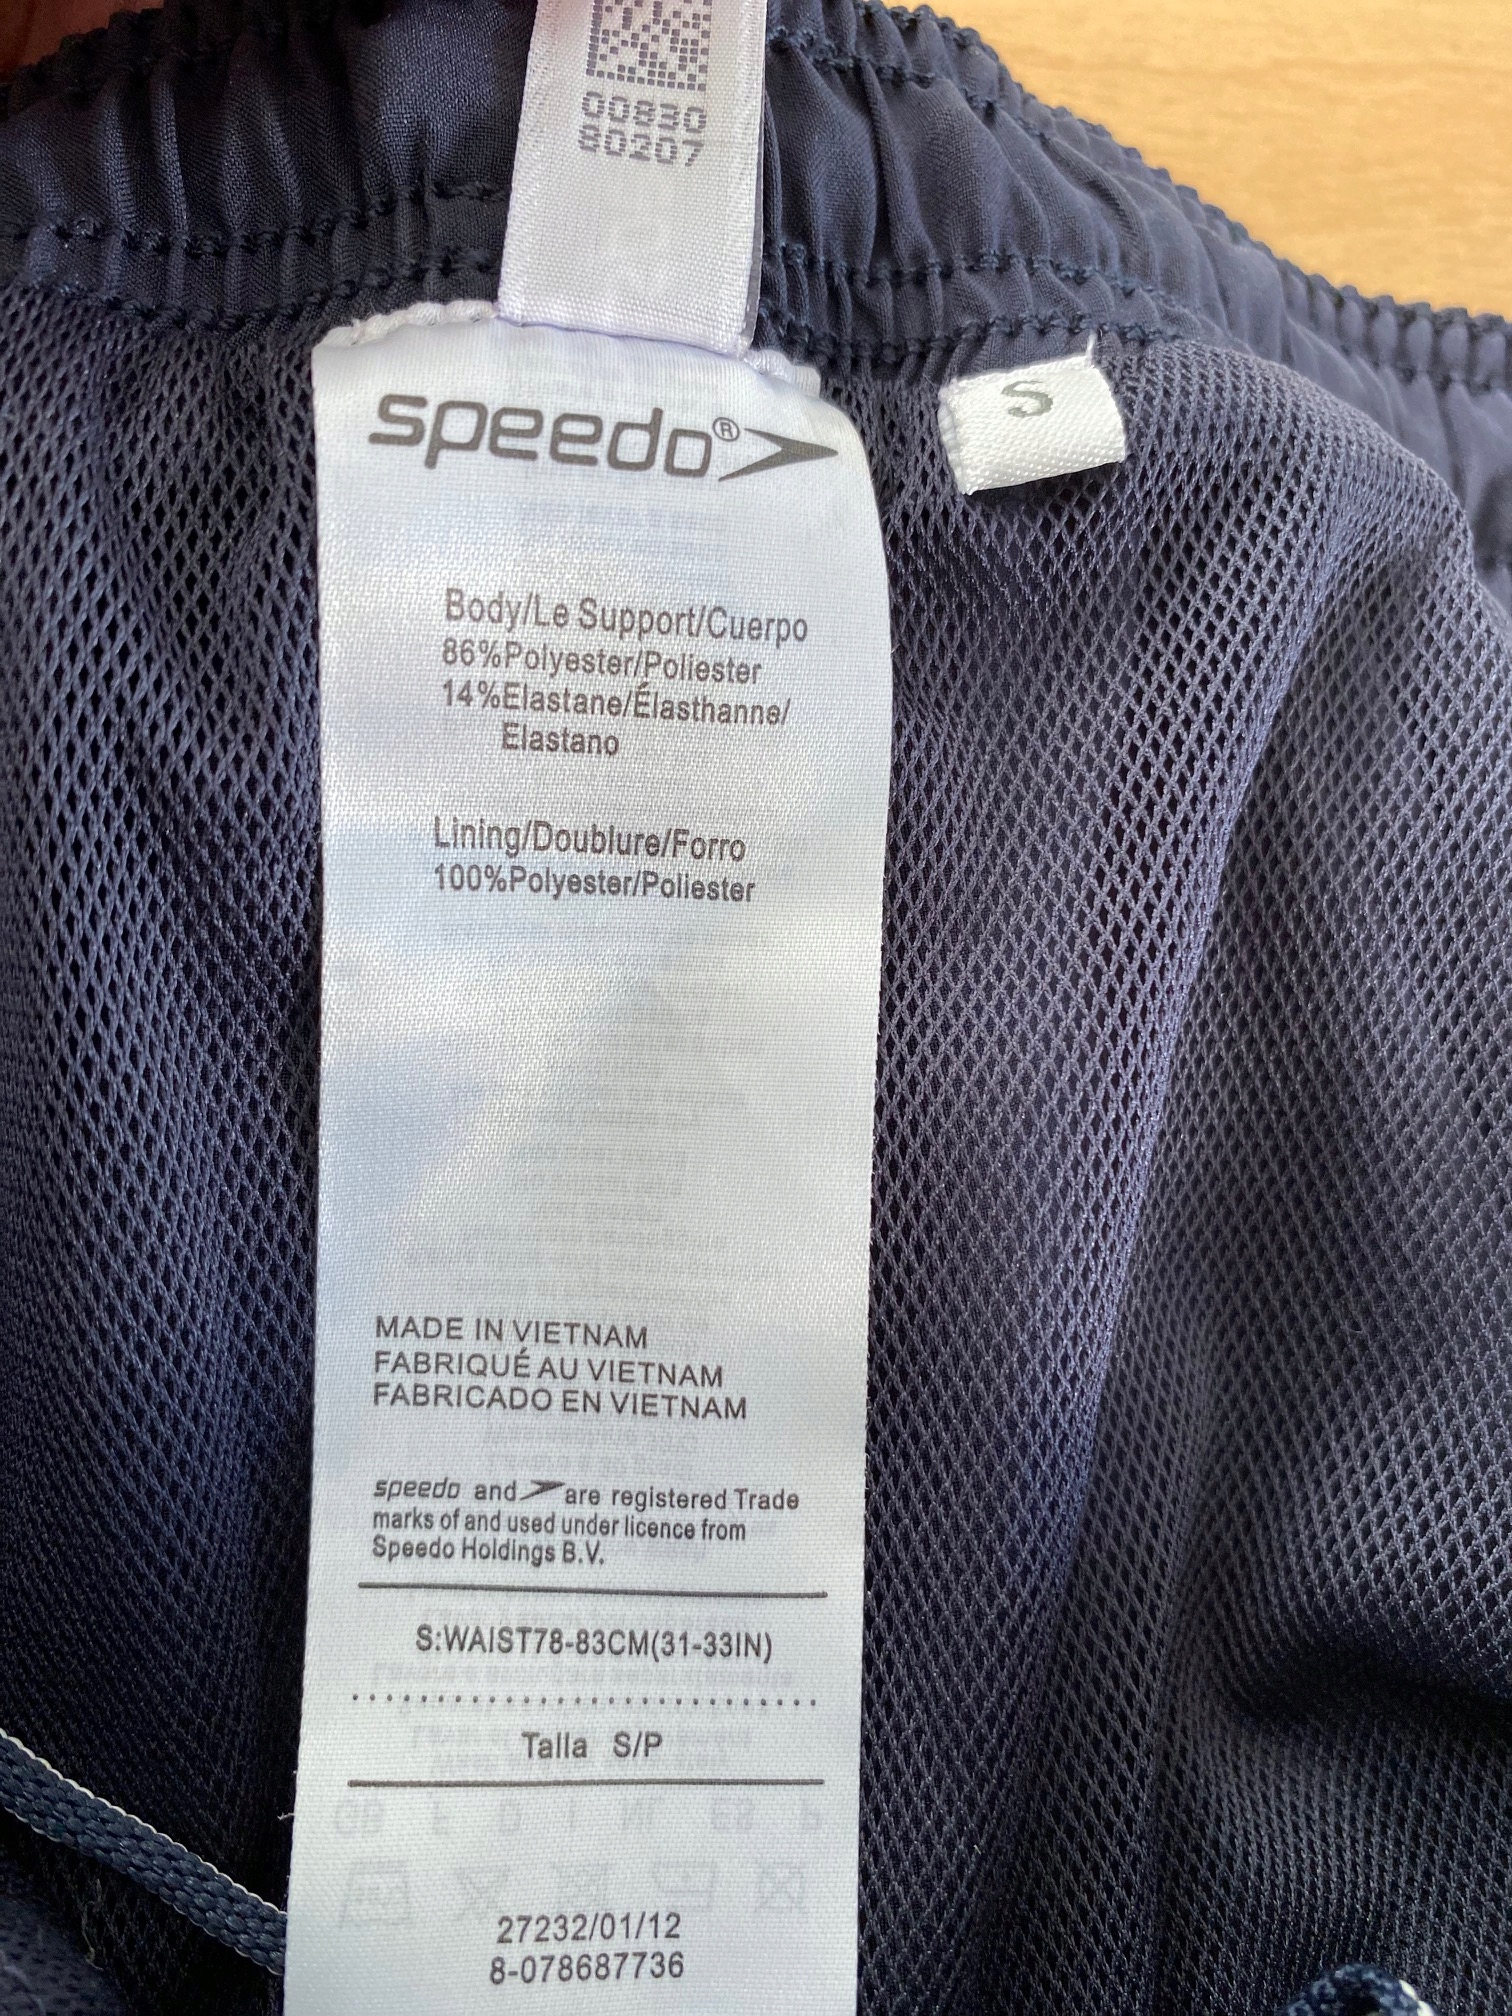 00830
80207
speedo®
S
Body/Le Support/Cuerpo
86%Polyester/Poliester
14%Elastane/Élasthanne/
Elastano
Lining/Doublure/Forro
100%Polyester/Poliester
MADE IN VIETNAM
FABRIQUÉ AU VIETNAM
FABRICADO EN VIETNAM
speedo and are registered Trade
marks of and used under licence from
Speedo Holdings B.V.
S:WAIST78-83CM(31-33IN)
Talla S/P
27232/01/12
8-078687736